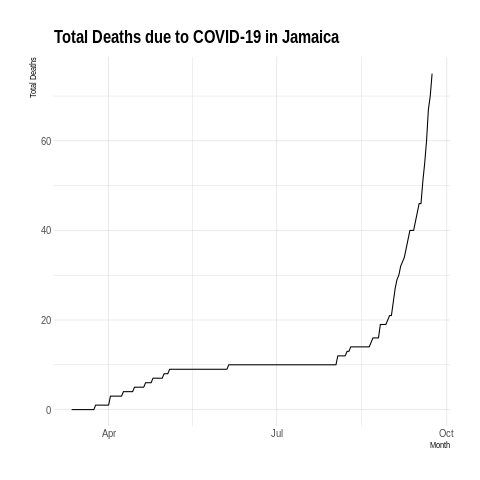 Total Deaths due to COVID-19 in Jamaica
Total Deaths
60
40
20
0
Apr Jul Oct
Month